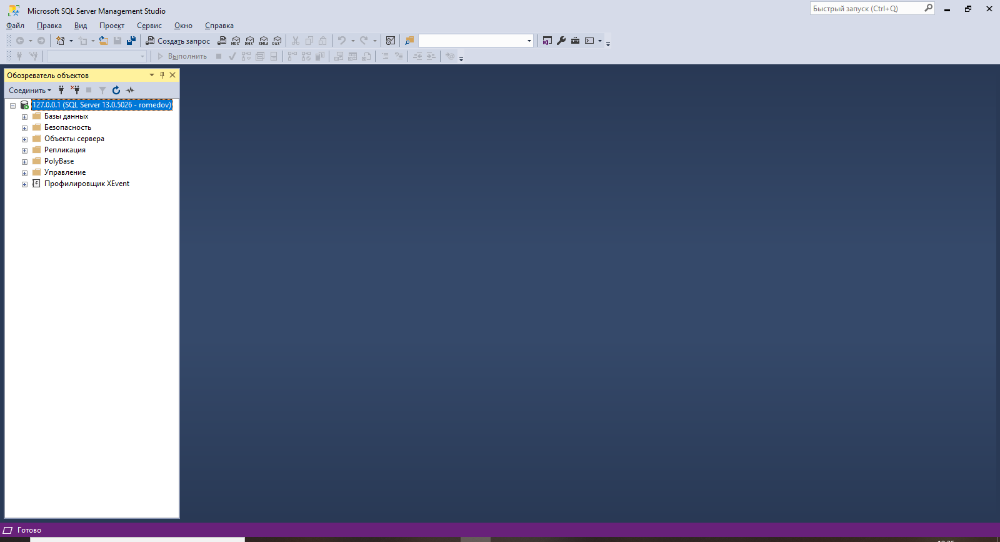 Microsoft SQL Server Management Studio
Быстрый запуск (Ctrl+Q)
Файл Правка Вид Проект Сервис Окно Справка
Создать запрос MDX DMX XMLA DAX
Выполнить
Обозреватель объектов
Соединить
127.0.0.1 (SQL Server 13.0.5026 - romedov)
Базы данных
Безопасность
Объекты сервера
Репликация
PolyBase
Управление
Профилировщик XEvent
Готово